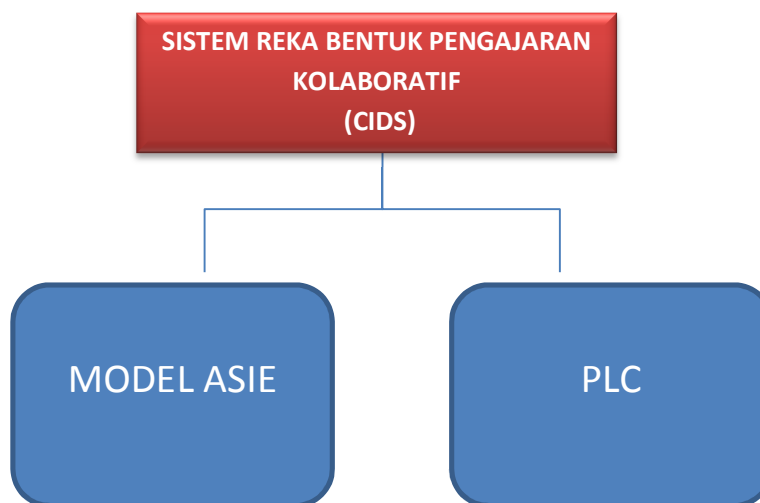 SISTEM REKA BENTUK PENGAJARAN
KOLABORATIF
(CIDS)
MODEL ASIE
PLC